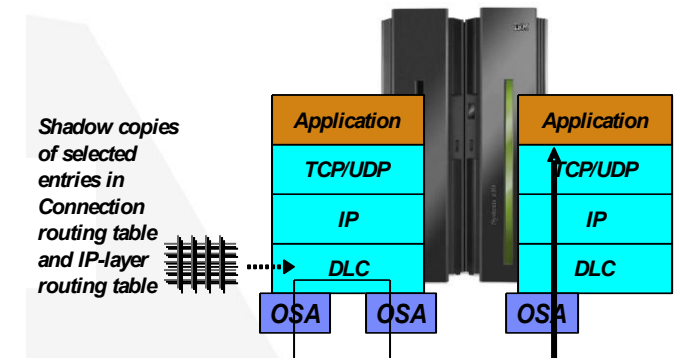 IBM
Shadow copies
of selected
entries in
Connection
routing table
and IP-layer
routing table
Application
TCP/UDP
IP
DLC
OSA
OSA
Application
TCP/UDP
IP
DLC
OSA